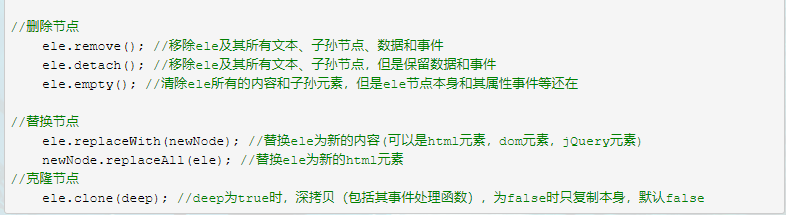 //删除节点
ele.remove(); //移除ele及其所有文本、子孙节点、数据和事件
ele.detach(); //移除ele及其所有文本、子孙节点，但是保留数据和事件
ele.empty(); //清除ele所有的内容和子孙元素，但是ele节点本身和其属性事件等还在
//替换节点
ele.replaceWith(newNode); //替换ele为新的内容(可以是html元素，dom元素，jQuery元素)
newNode.replaceAll(ele); //替换ele为新的html元素
//克隆节点
ele.clone(deep); //deep为true时，深拷贝（包括其事件处理函数），为false时只复制本身，默认false